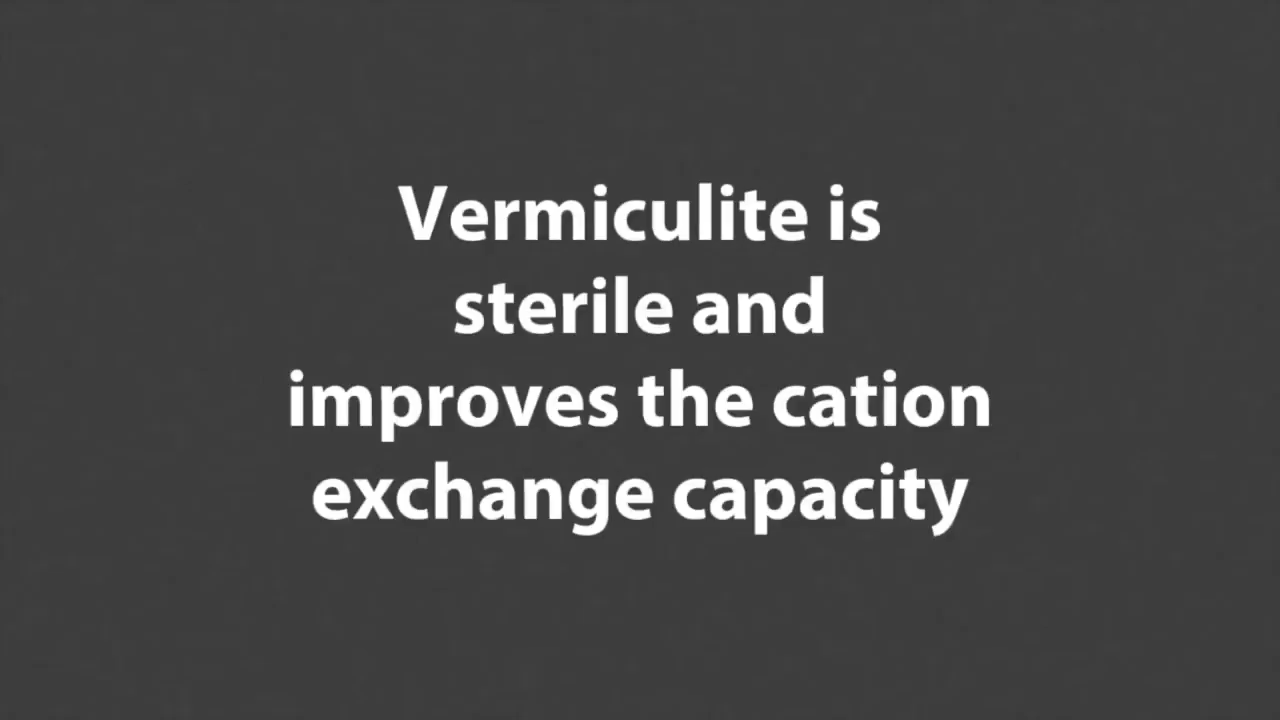 Vermiculite is
sterile and
improves the cation
exchange capacity